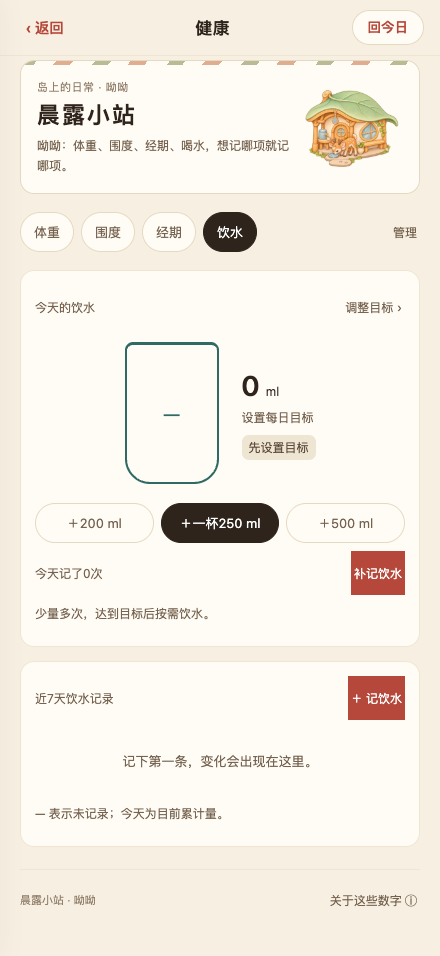 ‹ 返回
健康
回今日
岛上的日常 · 呦呦
晨露小站
呦呦：体重、围度、经期、喝水，想记哪项就记
哪项。
体重
围度
经期
饮水
管理
今天的饮水
调整目标 ›
—
0 ml
设置每日目标
先设置目标
＋200 ml
＋一杯250 ml
＋500 ml
今天记了0次
补记饮水
少量多次，达到目标后按需饮水。
近7天饮水记录
＋ 记饮水
记下第一条，变化会出现在这里。
— 表示未记录；今天为目前累计量。
晨露小站 · 呦呦
关于这些数字 ⓘ